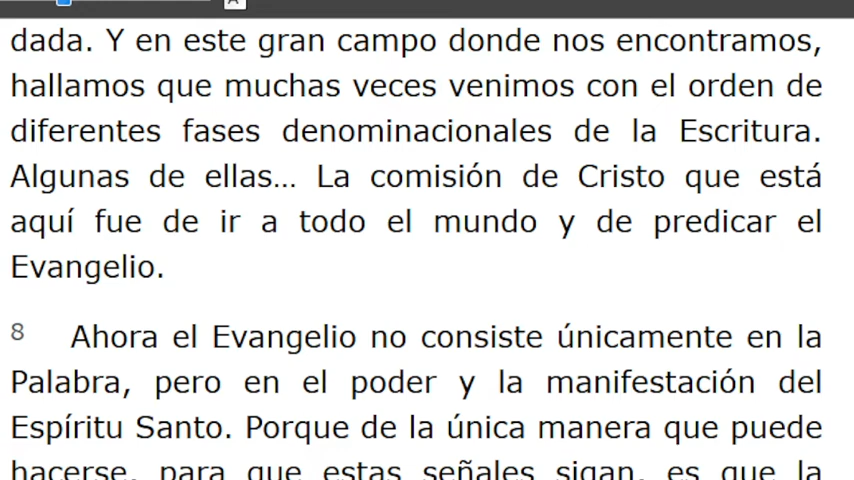 dada. Y en este gran campo donde nos encontramos,
hallamos que muchas veces venimos con el orden de
diferentes fases denominacionales de la Escritura.
Algunas de ellas... La comisión de Cristo que está
aquí fue de ir a todo el mundo y de predicar el
Evangelio.
8 Ahora el Evangelio no consiste únicamente en la
Palabra, pero en el poder y la manifestación del
Espíritu Santo. Porque de la única manera que puede
hacerse, para que estas señales sigan, es que la